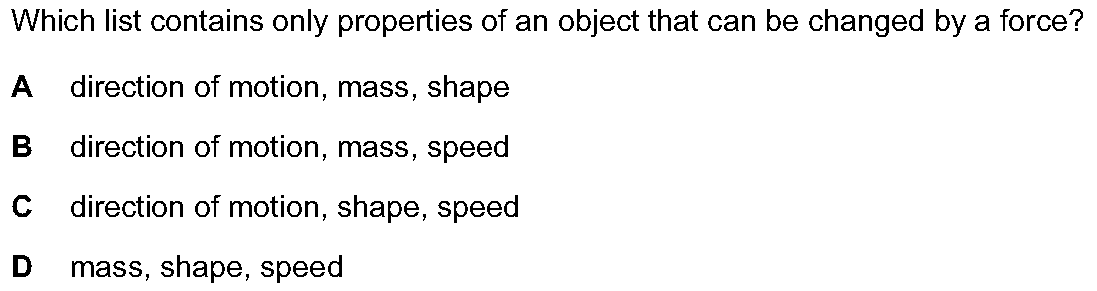 Which list contains only properties of an object that can be changed by a force?
A direction of motion, mass, shape
B direction of motion, mass, speed
C direction of motion, shape, speed
D mass, shape, speed